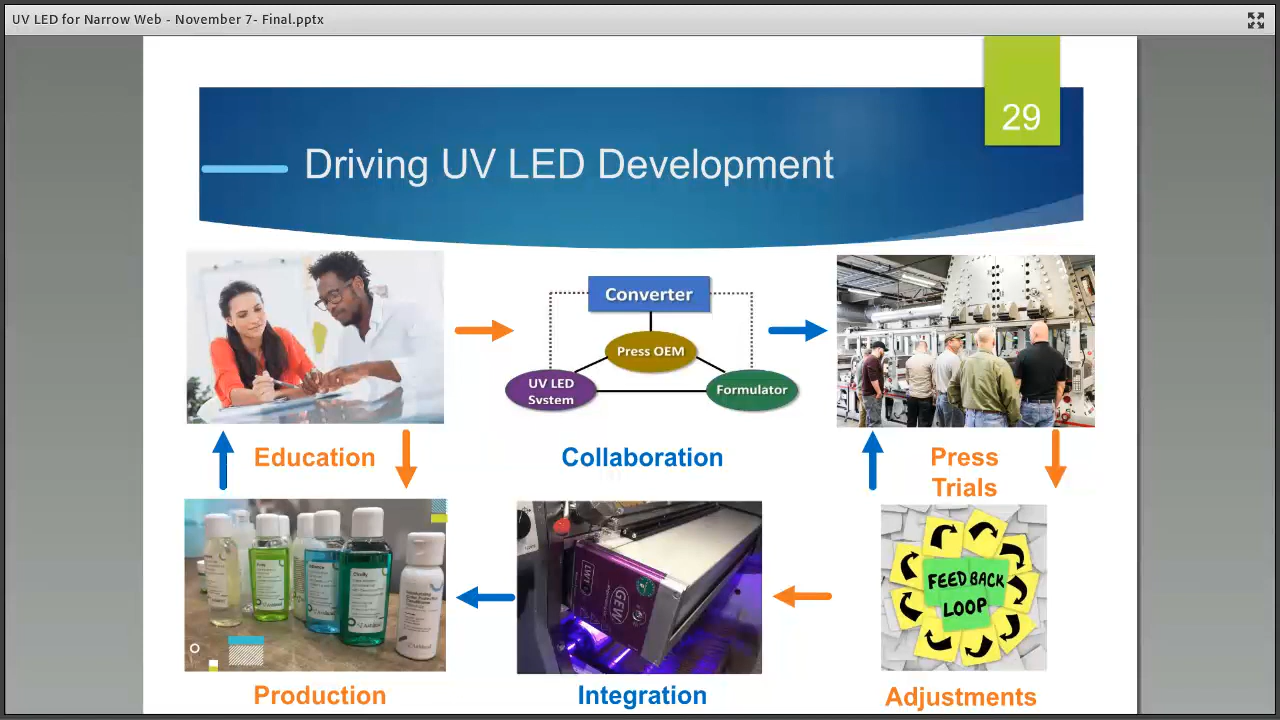 UV LED for Narrow Web - November 7- Final.pptx
29
Driving UV LED Development
Converter
Press OEM
UV LED
System
Formulator
Education
Collaboration
Press
Trials
FEED BACK
LOOP
GEW
Production
Integration
Adjustments